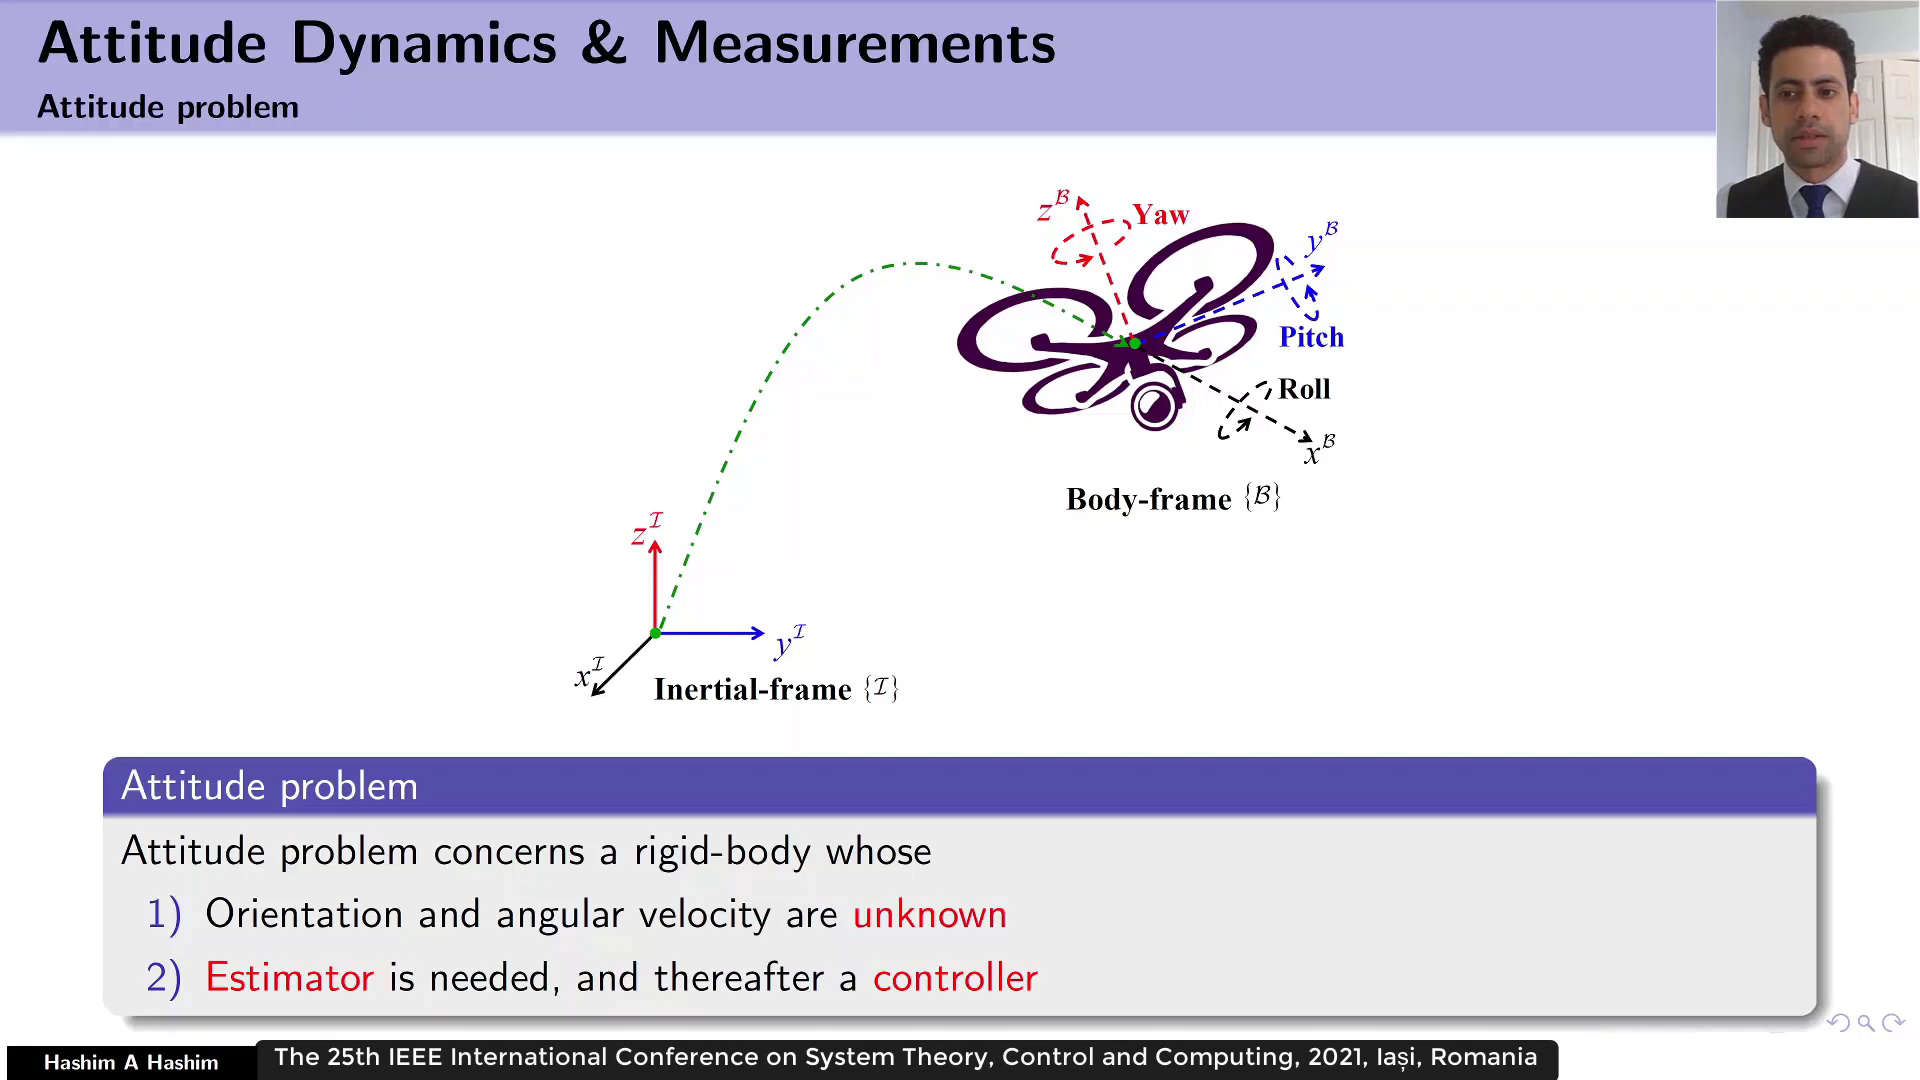 Attitude Dynamics & Measurements
Attitude problem
z^ℬ
Yaw
y^ℬ
Pitch
Roll
x^ℬ
Body-frame {ℬ}
z^ℐ
y^ℐ
x^ℐ
Inertial-frame {ℐ}
Attitude problem
Attitude problem concerns a rigid-body whose
1) Orientation and angular velocity are unknown
2) Estimator is needed, and thereafter a controller
Hashim A Hashim
The 25th IEEE International Conference on System Theory, Control and Computing, 2021, Iași, Romania